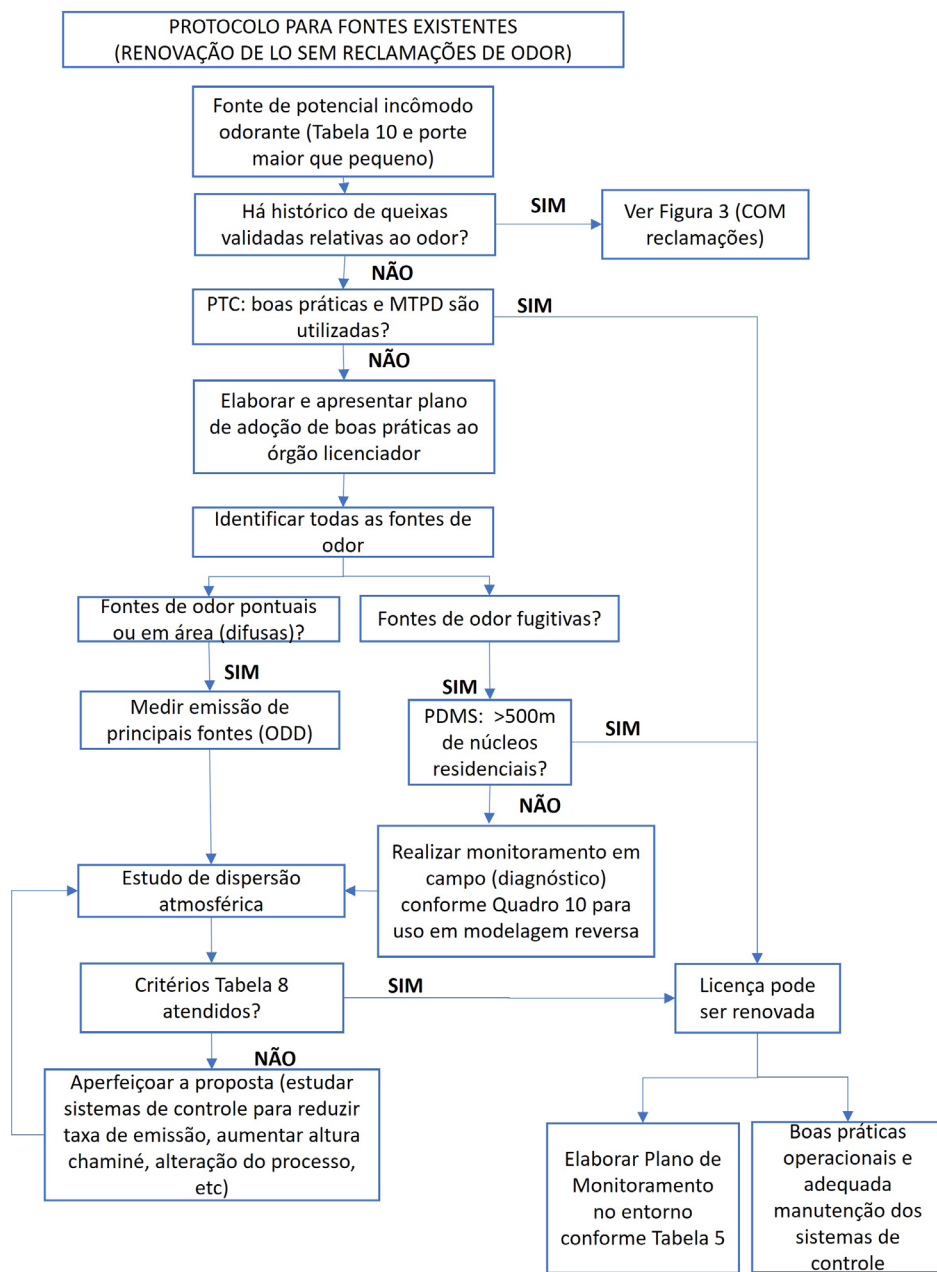 PROTOCOLO PARA FONTES EXISTENTES
(RENOVAÇÃO DE LO SEM RECLAMAÇÕES DE ODOR)
Fonte de potencial incômodo
odorante (Tabela 10 e porte
maior que pequeno)
Há histórico de queixas
validadas relativas ao odor?
SIM
Ver Figura 3 (COM
reclamações)
NÃO
PTC: boas práticas e MTPD são
utilizadas?
SIM
NÃO
Elaborar e apresentar plano
de adoção de boas práticas ao
órgão licenciador
Identificar todas as fontes de
odor
Fontes de odor pontuais
ou em área (difusas)?
Fontes de odor fugitivas?
SIM
SIM
Medir emissão de
principais fontes (ODD)
PDMS: >500m
de núcleos
residenciais?
SIM
NÃO
Realizar monitoramento em
campo (diagnóstico)
conforme Quadro 10 para
uso em modelagem reversa
Estudo de dispersão
atmosférica
Critérios Tabela 8
atendidos?
SIM
Licença pode
ser renovada
NÃO
Aperfeiçoar a proposta (estudar
sistemas de controle para reduzir
taxa de emissão, aumentar altura
chaminé, alteração do processo,
etc)
Elaborar Plano de
Monitoramento
no entorno
conforme Tabela 5
Boas práticas
operacionais e
adequada
manutenção dos
sistemas de
controle